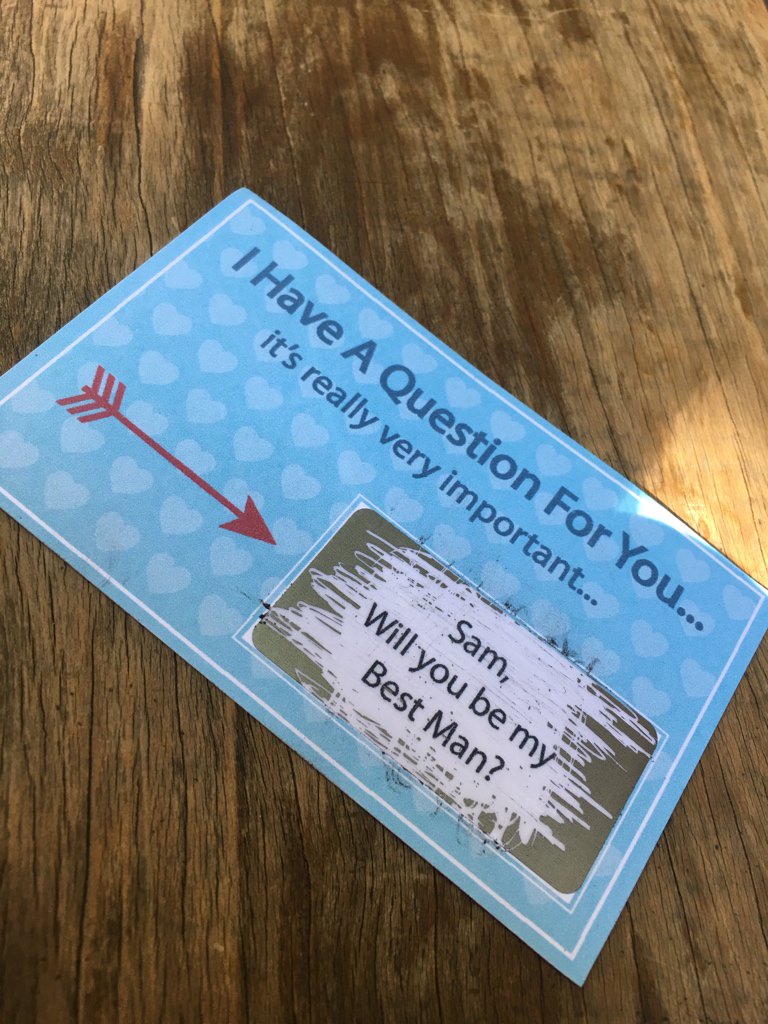 I Have A Question For You...
it's really very important...
Sam,
Will you be my
Best Man?